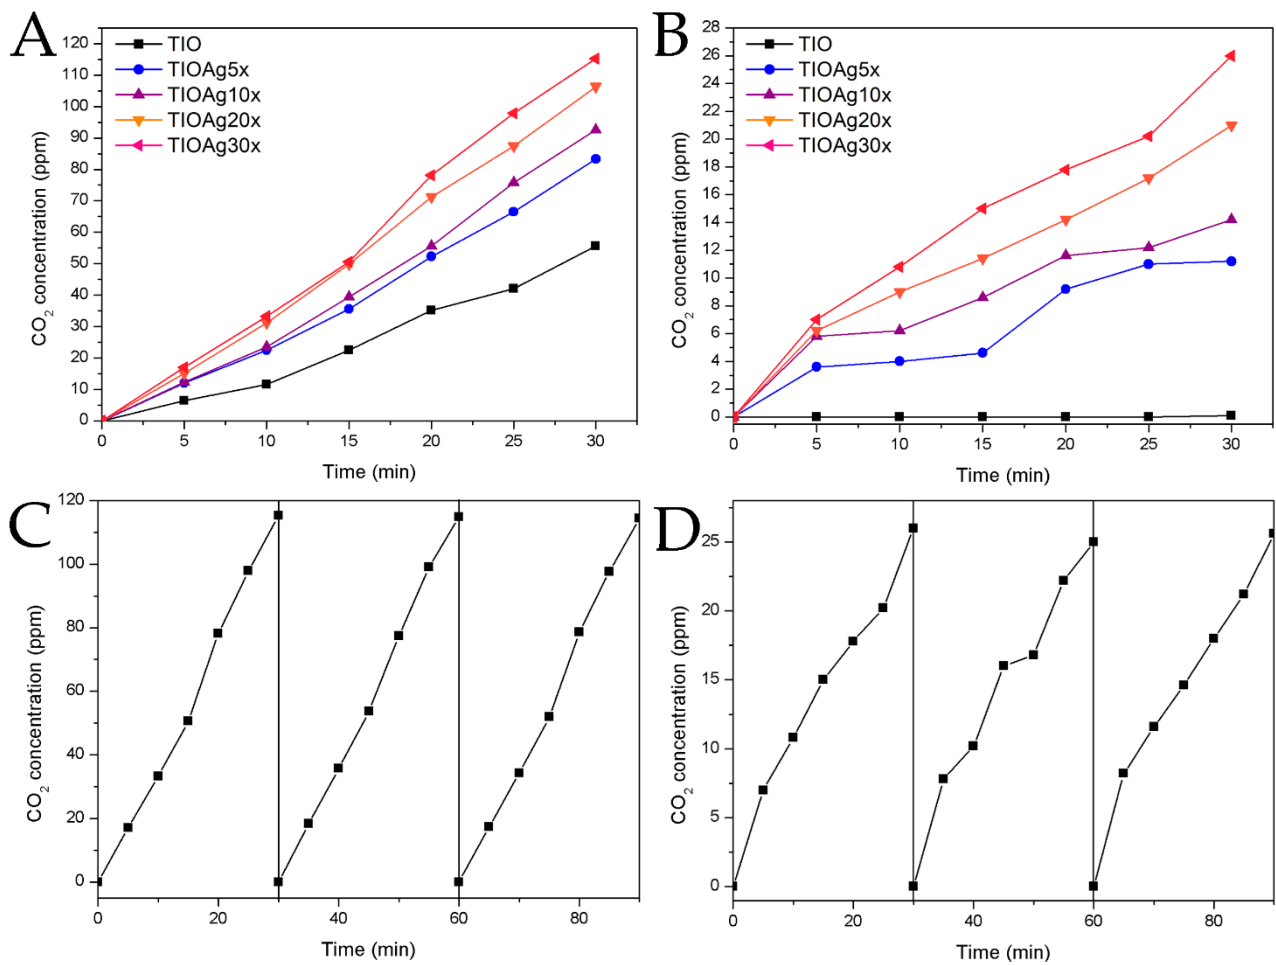 A
CO₂ concentration (ppm)
120
110
100
90
80
70
60
50
40
30
20
10
0
TIO
TIOAg5x
TIOAg10x
TIOAg20x
TIOAg30x
0 5 10 15 20 25 30
Time (min)
B
CO₂ concentration (ppm)
28
26
24
22
20
18
16
14
12
10
8
6
4
2
0
TIO
TIOAg5x
TIOAg10x
TIOAg20x
TIOAg30x
0 5 10 15 20 25 30
Time (min)
C
CO₂ concentration (ppm)
120
100
80
60
40
20
0
0 20 40 60 80
Time (min)
D
CO₂ concentration (ppm)
25
20
15
10
5
0
0 20 40 60 80
Time (min)